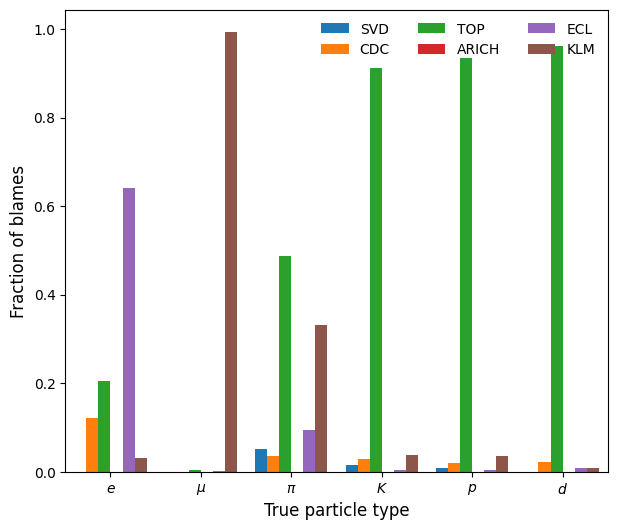 SVD
CDC
TOP
ARICH
ECL
KLM
Fraction of blames
1.0
0.8
0.6
0.4
0.2
0.0
e
μ
π
K
p
d
True particle type